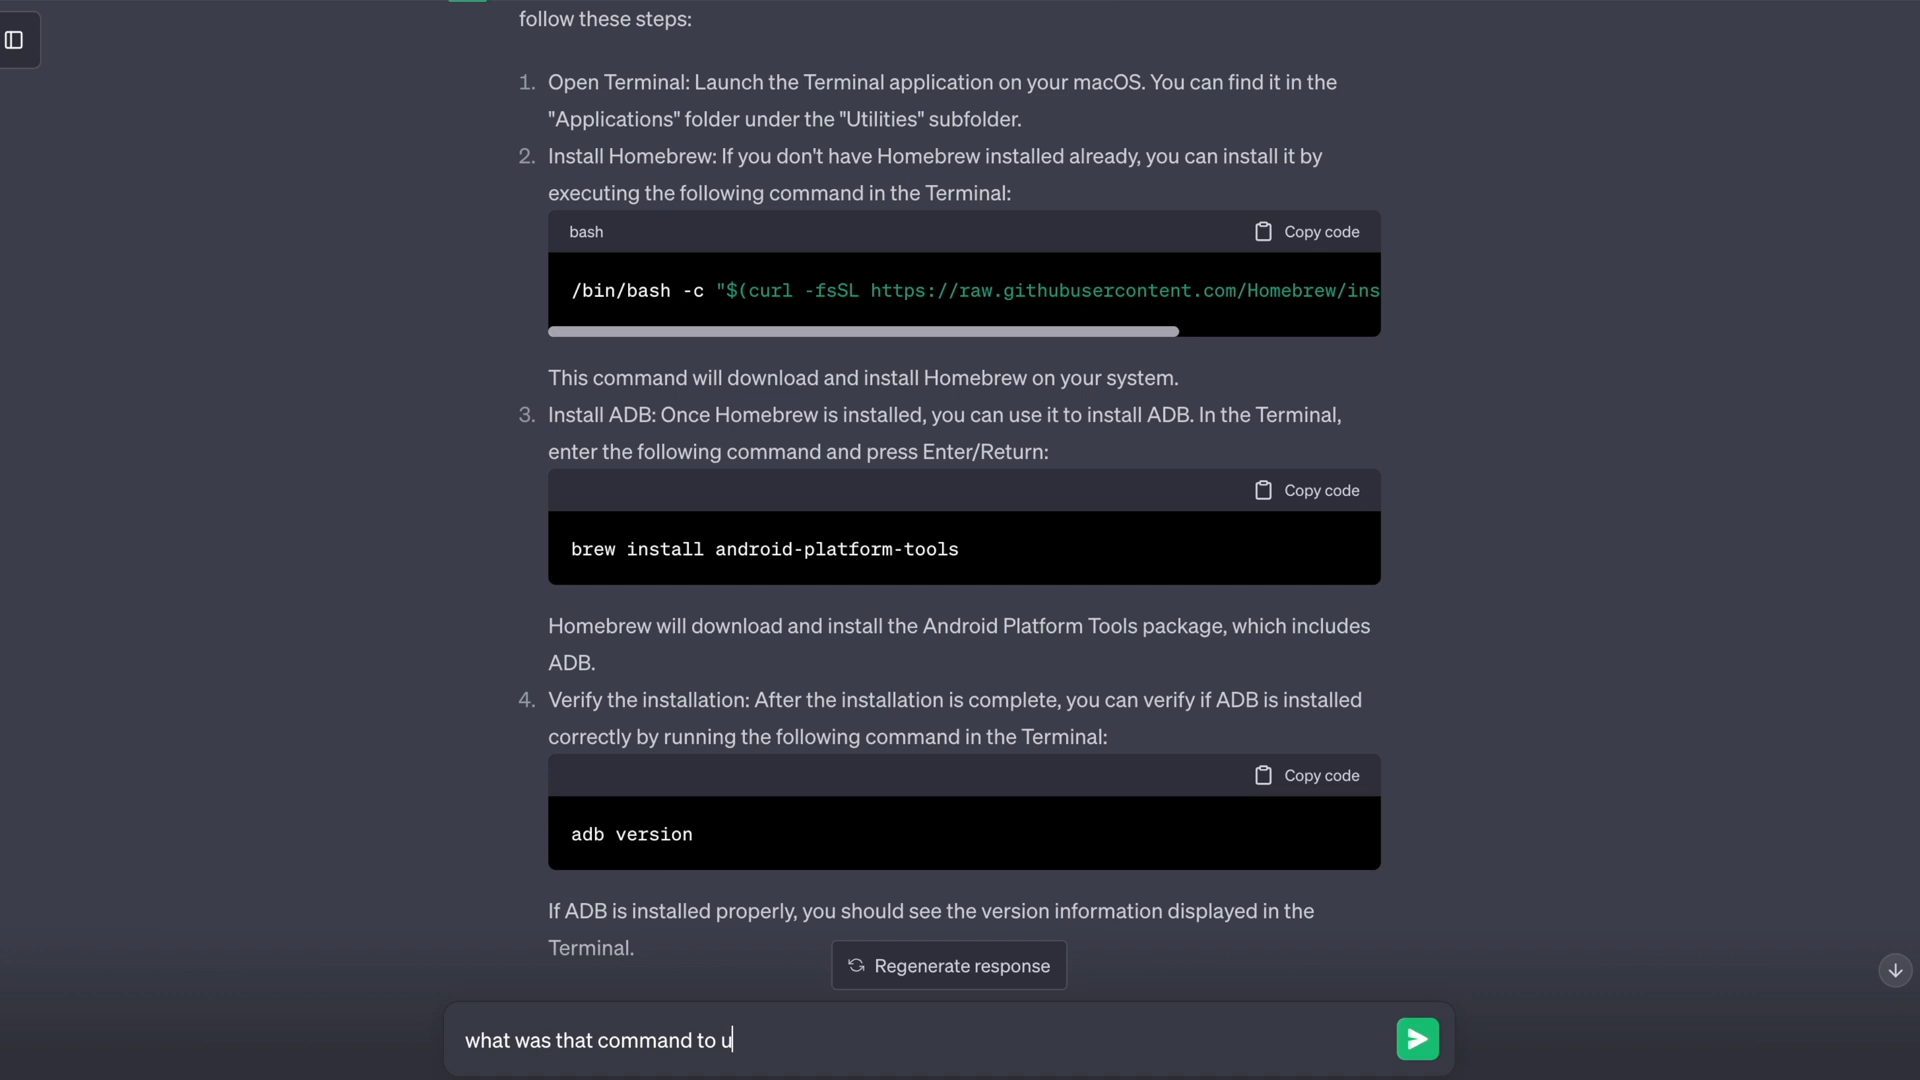 follow these steps:
1. Open Terminal: Launch the Terminal application on your macOS. You can find it in the
"Applications" folder under the "Utilities" subfolder.
2. Install Homebrew: If you don't have Homebrew installed already, you can install it by
executing the following command in the Terminal:
bash Copy code
/bin/bash -c "$(curl -fsSL https://raw.githubusercontent.com/Homebrew/ins
This command will download and install Homebrew on your system.
3. Install ADB: Once Homebrew is installed, you can use it to install ADB. In the Terminal,
enter the following command and press Enter/Return:
Copy code
brew install android-platform-tools
Homebrew will download and install the Android Platform Tools package, which includes
ADB.
4. Verify the installation: After the installation is complete, you can verify if ADB is installed
correctly by running the following command in the Terminal:
Copy code
adb version
If ADB is installed properly, you should see the version information displayed in the
Terminal.
Regenerate response
what was that command to u